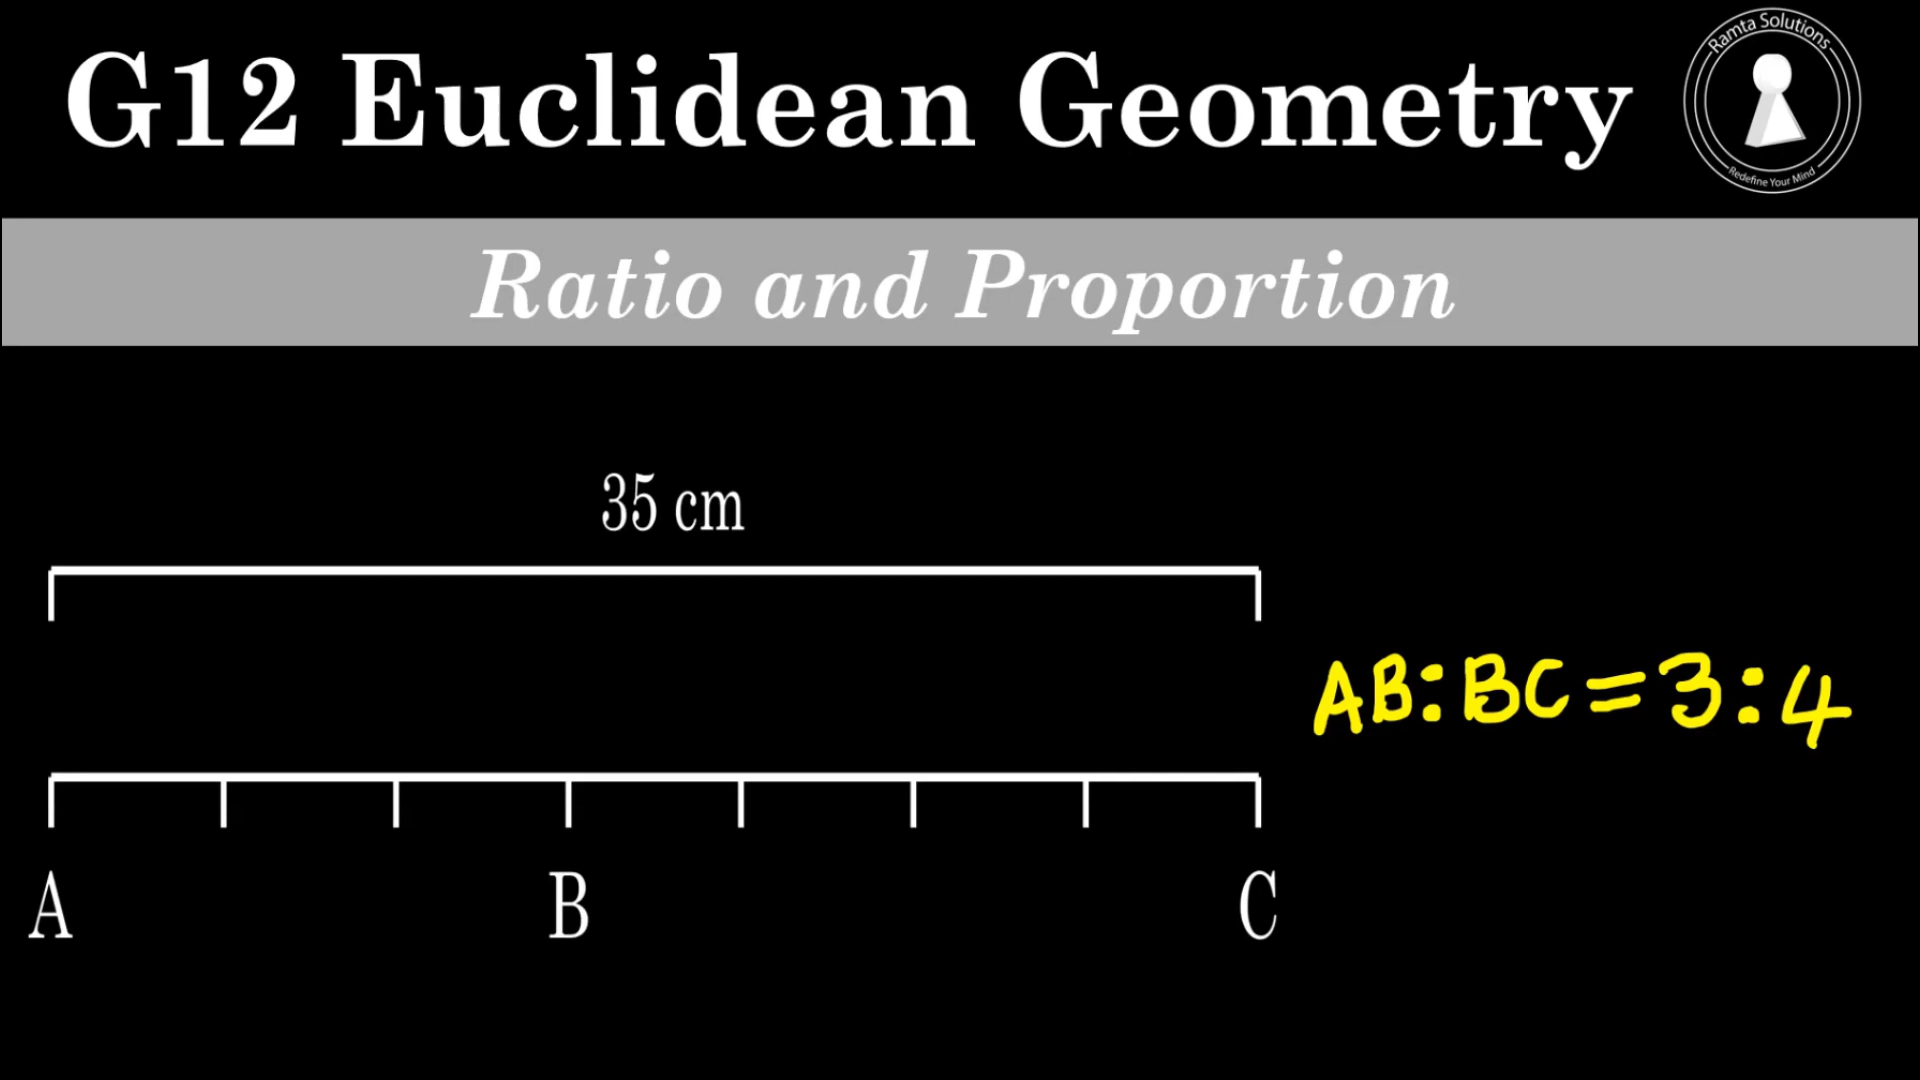 G12 Euclidean Geometry
Ramta Solutions
Redefine Your Mind
Ratio and Proportion
35 cm
AB:BC=3:4
A B C